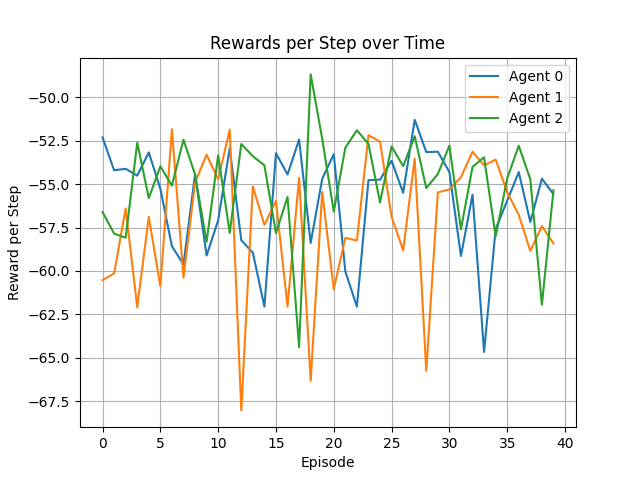 Rewards per Step over Time
Agent 0
Agent 1
Agent 2
Reward per Step
−50.0
−52.5
−55.0
−57.5
−60.0
−62.5
−65.0
−67.5
0 5 10 15 20 25 30 35 40
Episode